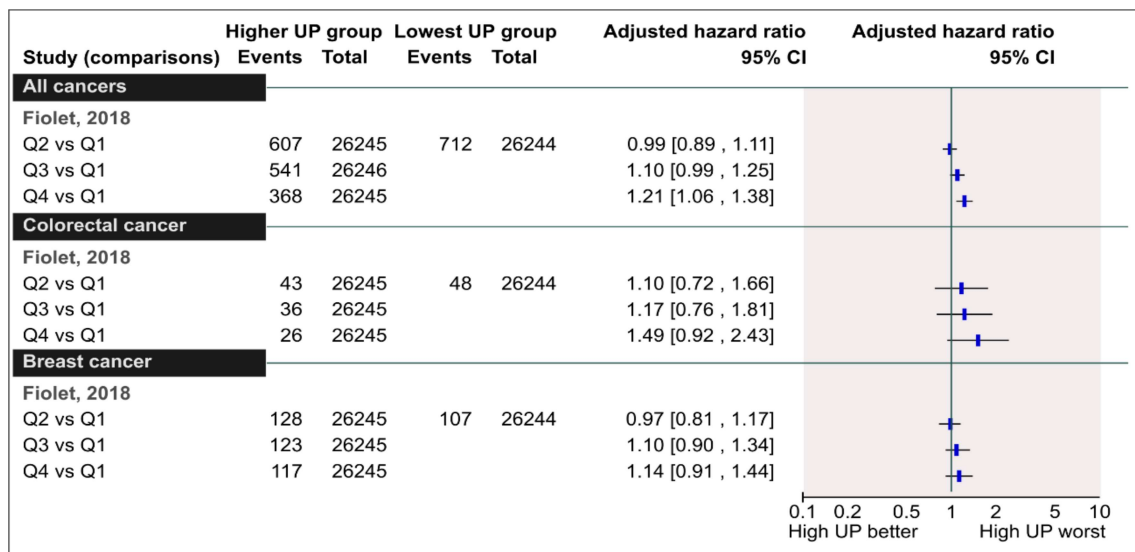 Higher UP group Lowest UP group Adjusted hazard ratio Adjusted hazard ratio
Study (comparisons) Events Total Events Total 95% CI 95% CI
All cancers
Fiolet, 2018
Q2 vs Q1 607 26245 712 26244 0.99 [0.89 , 1.11]
Q3 vs Q1 541 26246 1.10 [0.99 , 1.25]
Q4 vs Q1 368 26245 1.21 [1.06 , 1.38]
Colorectal cancer
Fiolet, 2018
Q2 vs Q1 43 26245 48 26244 1.10 [0.72 , 1.66]
Q3 vs Q1 36 26245 1.17 [0.76 , 1.81]
Q4 vs Q1 26 26245 1.49 [0.92 , 2.43]
Breast cancer
Fiolet, 2018
Q2 vs Q1 128 26245 107 26244 0.97 [0.81 , 1.17]
Q3 vs Q1 123 26245 1.10 [0.90 , 1.34]
Q4 vs Q1 117 26245 1.14 [0.91 , 1.44]
0.1 0.2 0.5 1 2 5 10
High UP better High UP worst